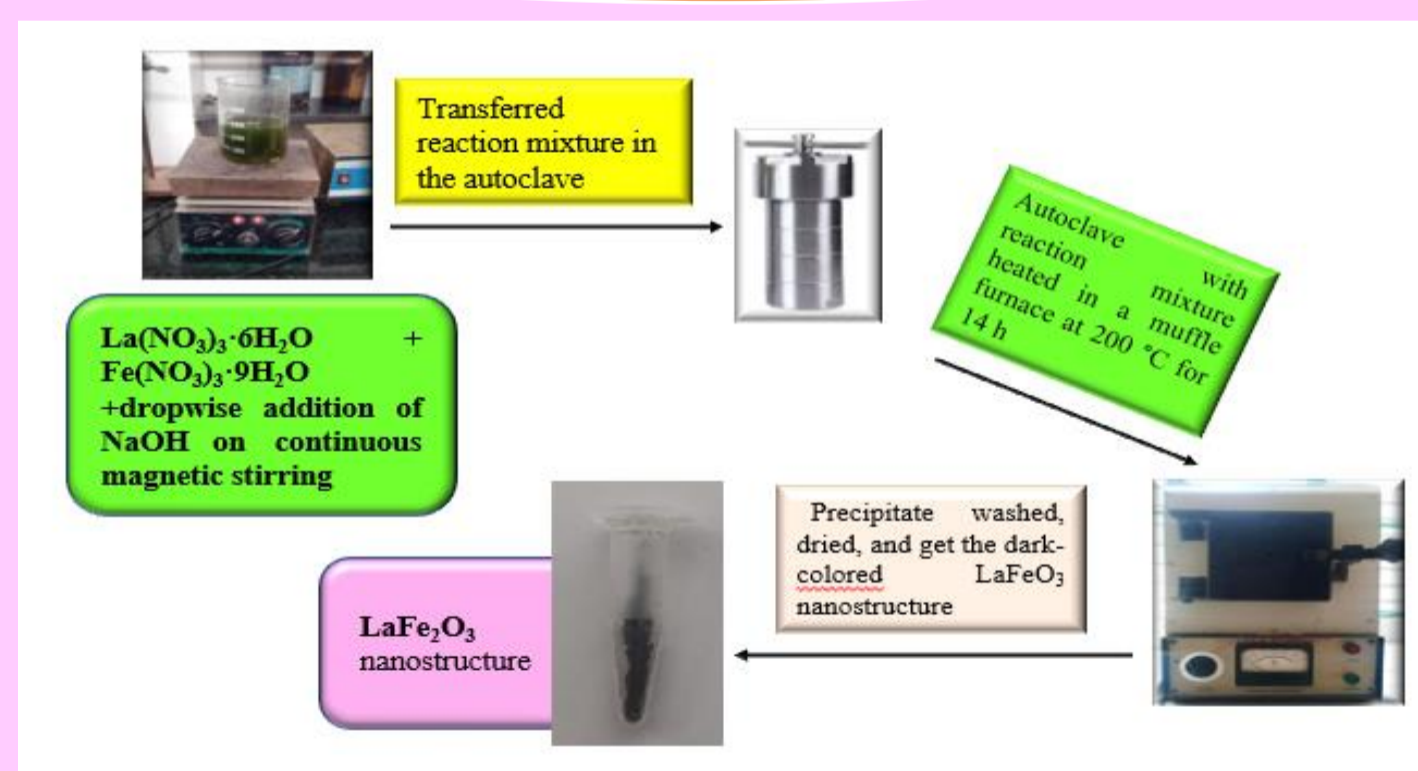 Transferred
reaction mixture in
the autoclave
La(NO₃)₃·6H₂O +
Fe(NO₃)₃·9H₂O
+dropwise addition of
NaOH on continuous
magnetic stirring
Autoclave with
reaction mixture
heated in a muffle
furnace at 200 °C for
14 h
Precipitate washed,
dried, and get the dark-
colored LaFeO₃
nanostructure
LaFe₂O₃
nanostructure